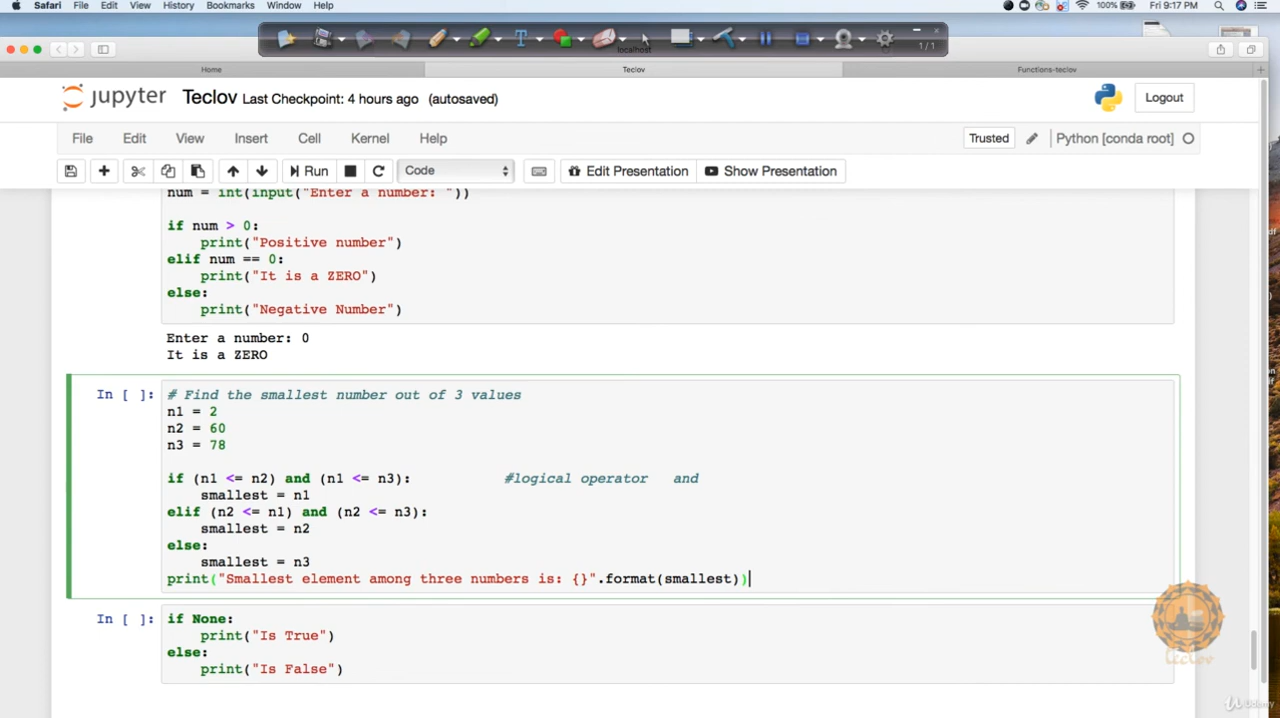 Safari File Edit View History Bookmarks Window Help 100% Fri 9:17 PM
localhost
1/1
Home Teclov Functions-teclov
jupyter Teclov Last Checkpoint: 4 hours ago (autosaved) Logout
File Edit View Insert Cell Kernel Help Trusted Python [conda root]
Run Code Edit Presentation Show Presentation
num = int(input("Enter a number: "))
if num > 0:
print("Positive number")
elif num == 0:
print("It is a ZERO")
else:
print("Negative Number")
Enter a number: 0
It is a ZERO
In [ ]: # Find the smallest number out of 3 values
n1 = 2
n2 = 60
n3 = 78
if (n1 <= n2) and (n1 <= n3): #logical operator and
smallest = n1
elif (n2 <= n1) and (n2 <= n3):
smallest = n2
else:
smallest = n3
print("Smallest element among three numbers is: {}".format(smallest))
In [ ]: if None:
print("Is True")
else:
print("Is False")
teclov
Udemy